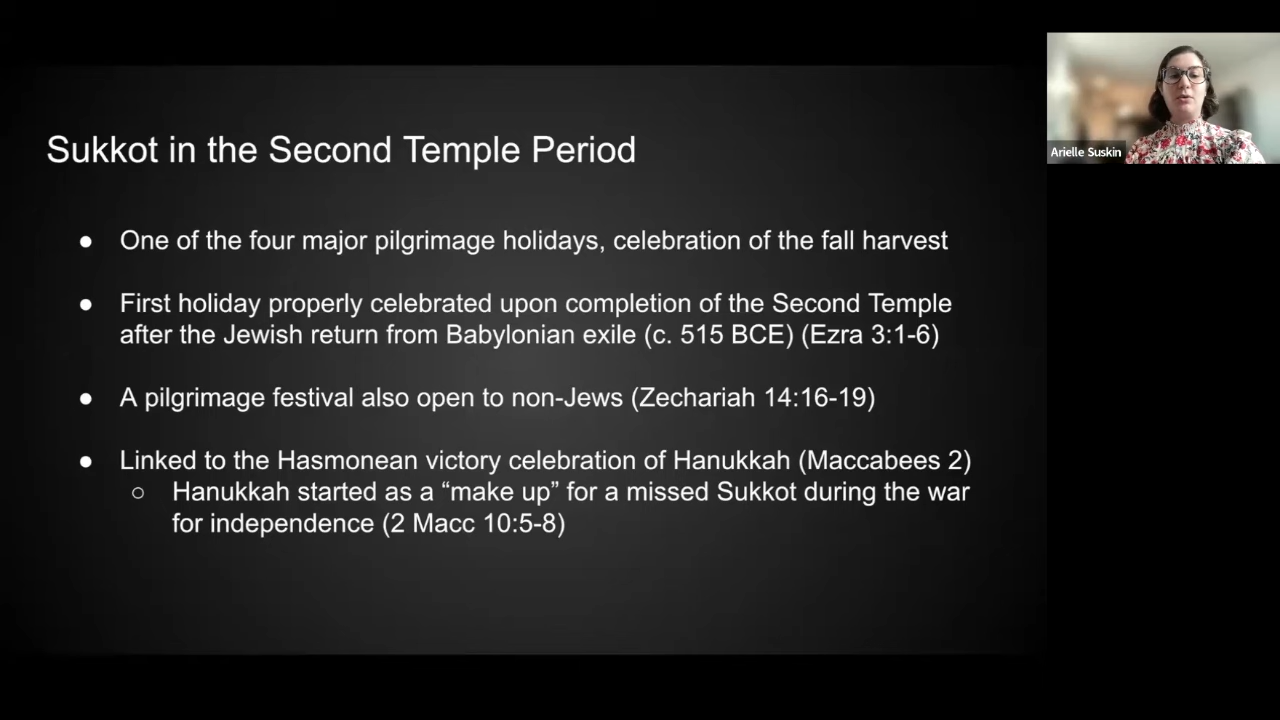 Sukkot in the Second Temple Period
● One of the four major pilgrimage holidays, celebration of the fall harvest
● First holiday properly celebrated upon completion of the Second Temple
after the Jewish return from Babylonian exile (c. 515 BCE) (Ezra 3:1-6)
● A pilgrimage festival also open to non-Jews (Zechariah 14:16-19)
● Linked to the Hasmonean victory celebration of Hanukkah (Maccabees 2)
○ Hanukkah started as a “make up” for a missed Sukkot during the war
for independence (2 Macc 10:5-8)
Arielle Suskin